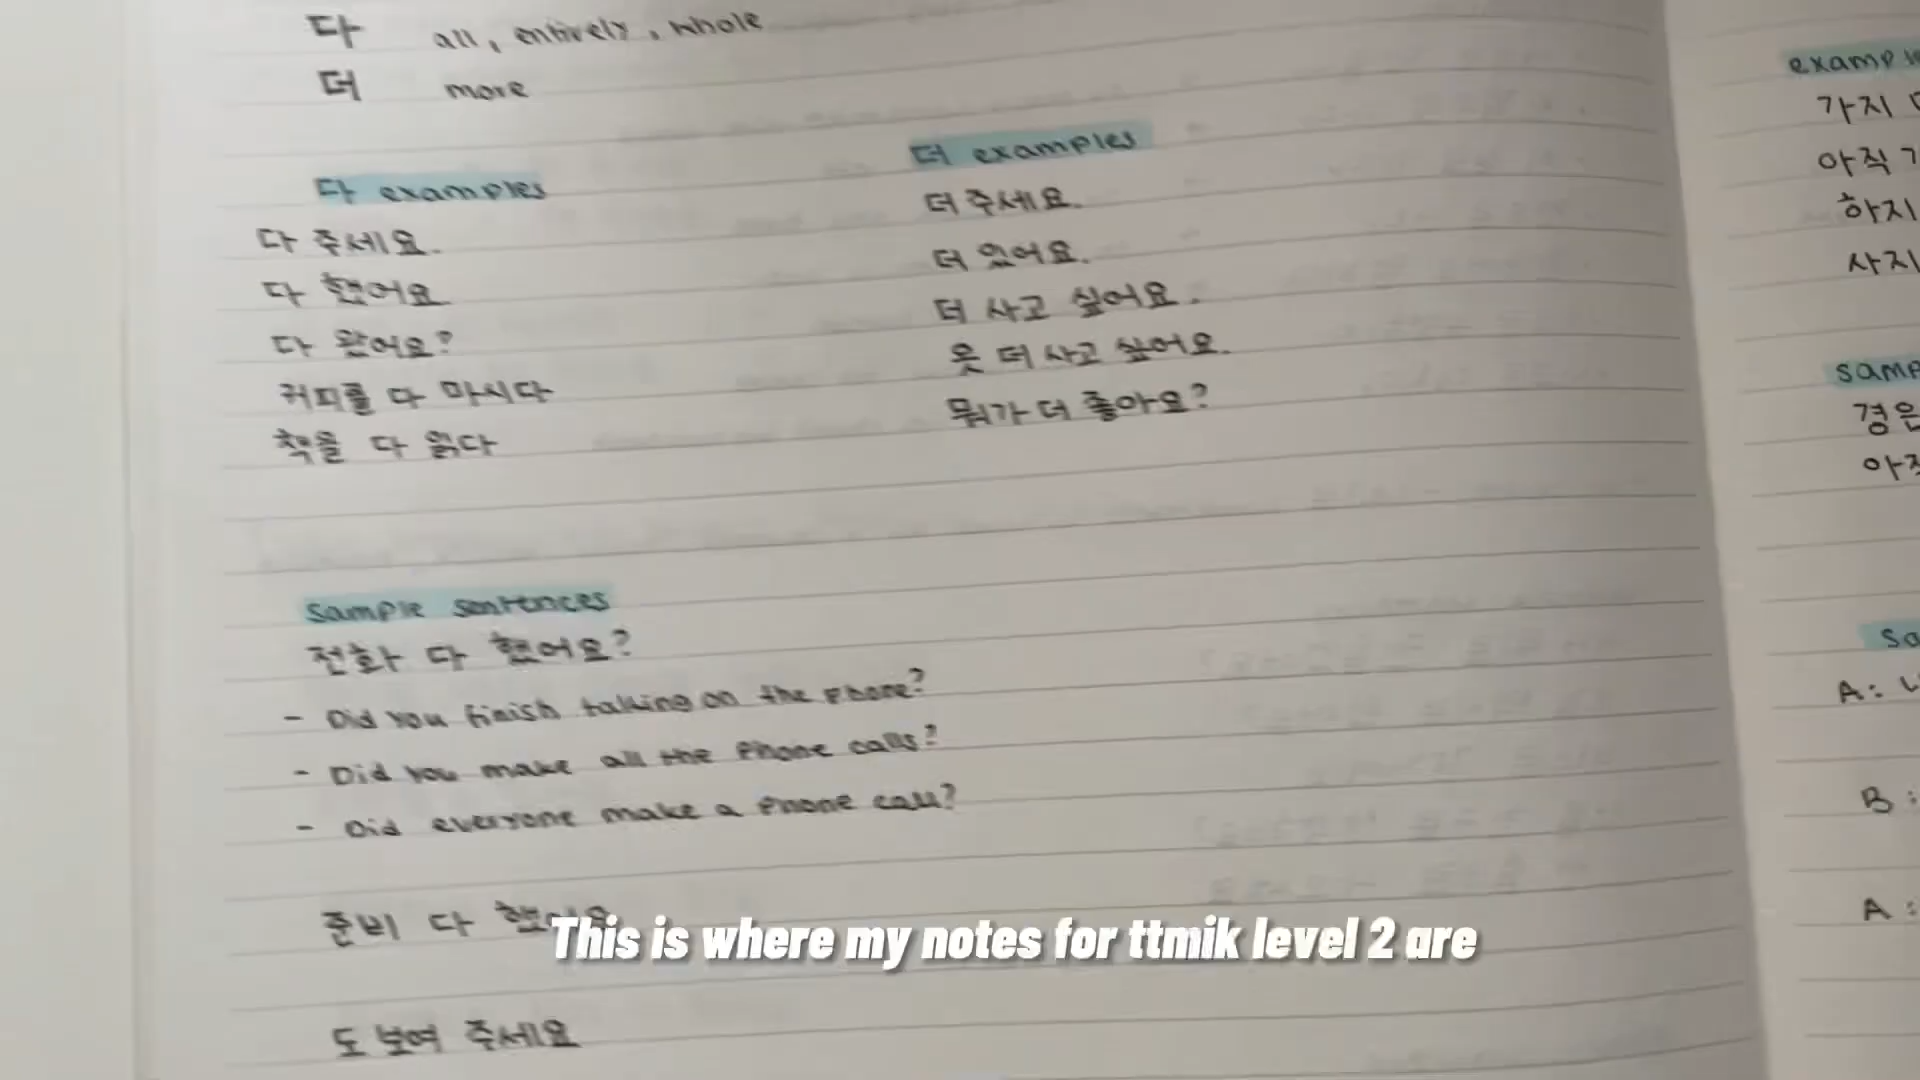 다 all, entirely, whole
더 more
다 examples
다 주세요.
다 했어요
다 왔어요?
커피를 다 마시다
책을 다 읽다
더 examples
더 주세요.
더 있어요.
더 사고 싶어요.
옷 더 사고 싶어요.
뭐가 더 좋아요?
sample sentences
전화 다 했어요?
- Did you finish talking on the phone?
- Did you make all the phone calls?
- Did everyone make a phone call?
준비 다
도 보여 주세요
This is where my notes for ttmik level 2 are
가지
아직
하지
사지
경은
A:
B:
A: